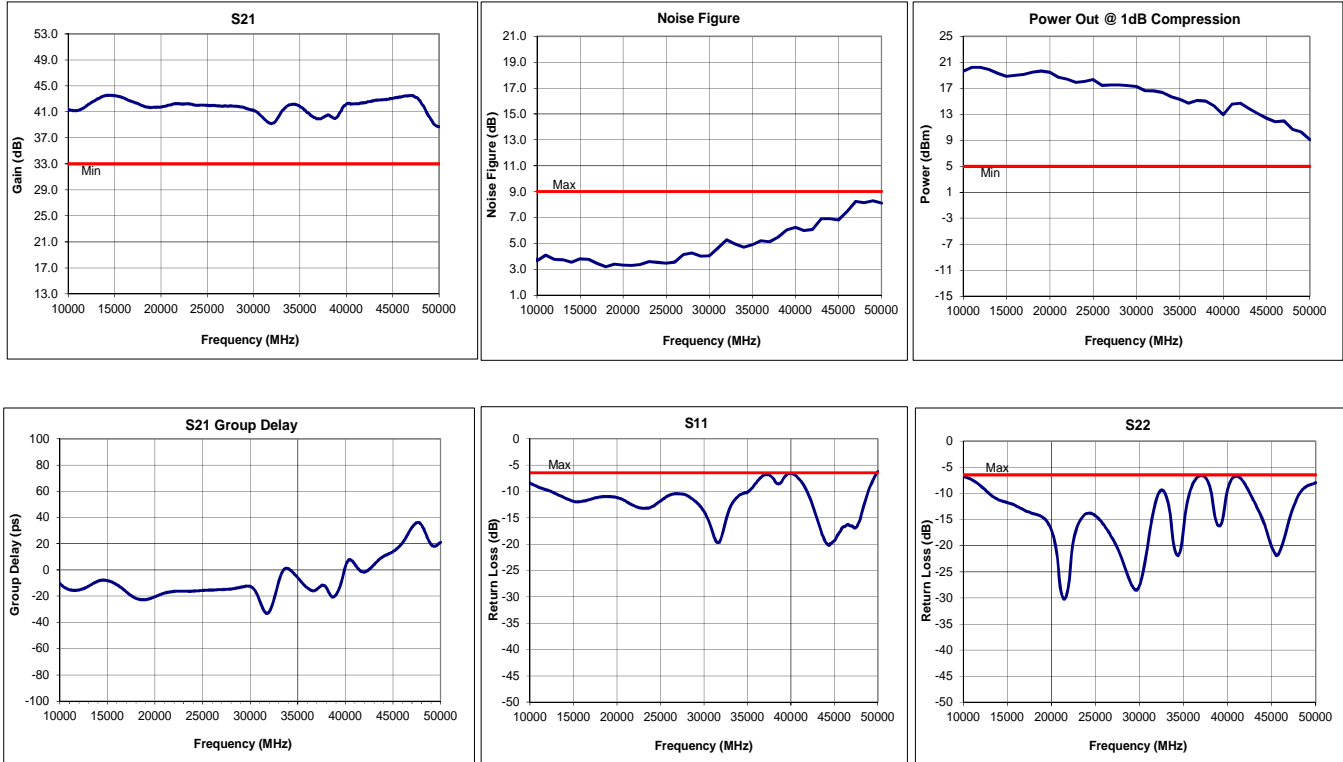 S21
53.0
49.0
45.0
41.0
37.0
33.0
29.0
25.0
21.0
17.0
13.0
Gain (dB)
Min
10000 15000 20000 25000 30000 35000 40000 45000 50000
Frequency (MHz)
Noise Figure
21.0
19.0
17.0
15.0
13.0
11.0
9.0
7.0
5.0
3.0
1.0
Noise Figure (dB)
Max
10000 15000 20000 25000 30000 35000 40000 45000 50000
Frequency (MHz)
Power Out @ 1dB Compression
25
21
17
13
9
5
1
-3
-7
-11
-15
Power (dBm)
Min
10000 15000 20000 25000 30000 35000 40000 45000 50000
Frequency (MHz)
S21 Group Delay
100
80
60
40
20
0
-20
-40
-60
-80
-100
Group Delay (ps)
10000 15000 20000 25000 30000 35000 40000 45000 50000
Frequency (MHz)
S11
0
-5
-10
-15
-20
-25
-30
-35
-40
-45
-50
Return Loss (dB)
Max
10000 15000 20000 25000 30000 35000 40000 45000 50000
Frequency (MHz)
S22
0
-5
-10
-15
-20
-25
-30
-35
-40
-45
-50
Return Loss (dB)
Max
10000 15000 20000 25000 30000 35000 40000 45000 50000
Frequency (MHz)